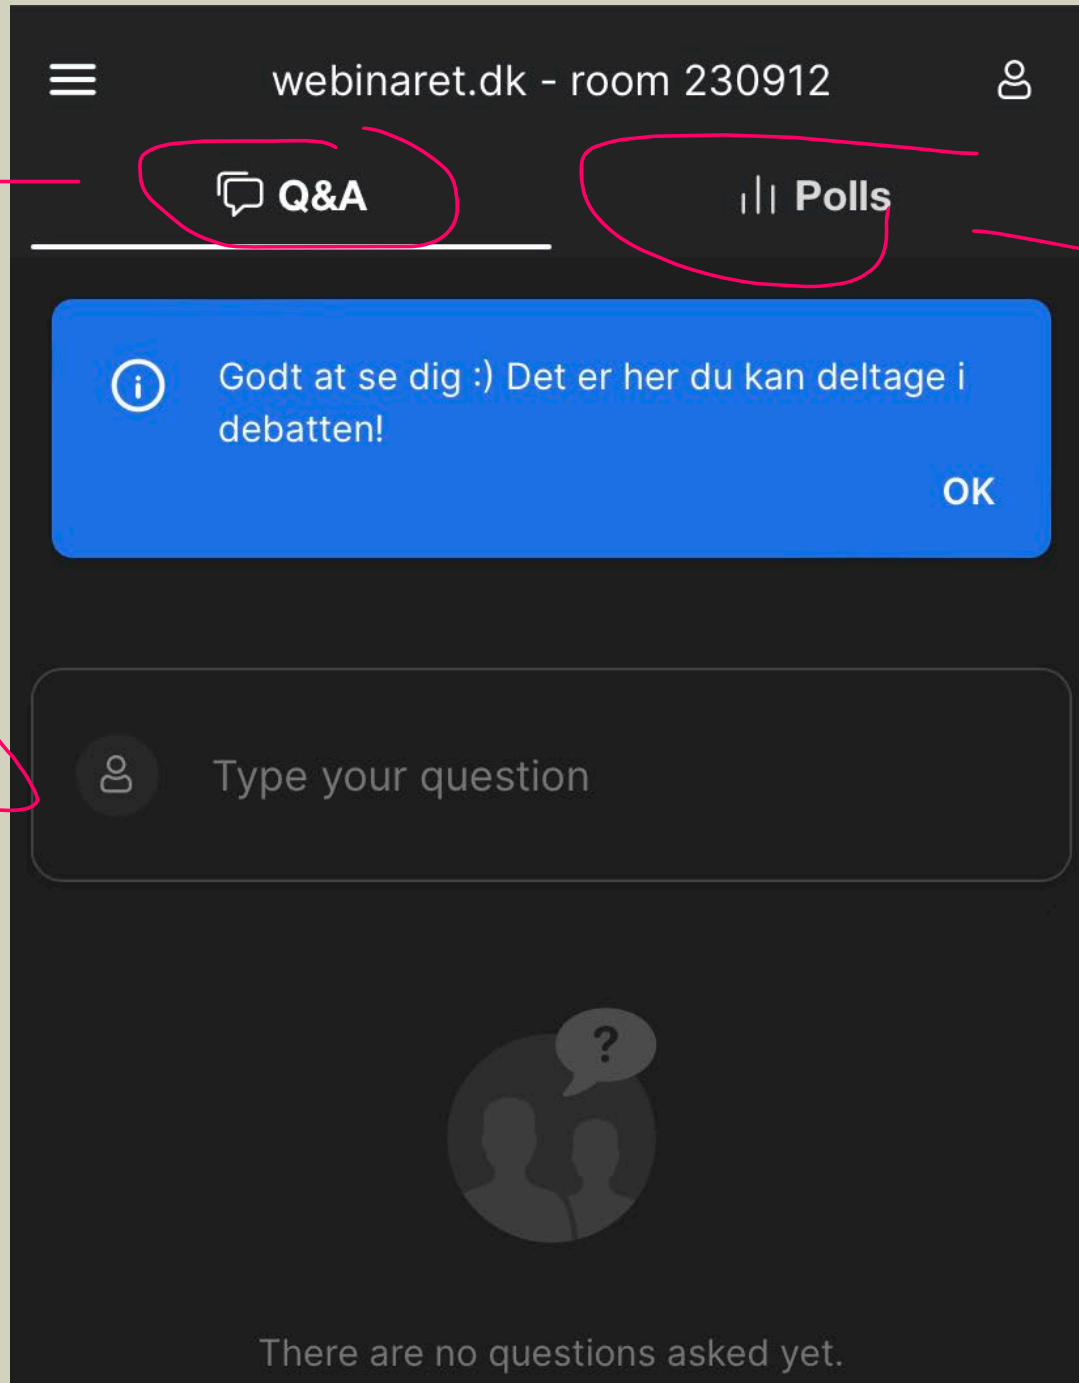 webinaret.dk - room 230912
Q&A
Polls
Godt at se dig :) Det er her du kan deltage i
debatten!
OK
Type your question
?
There are no questions asked yet.